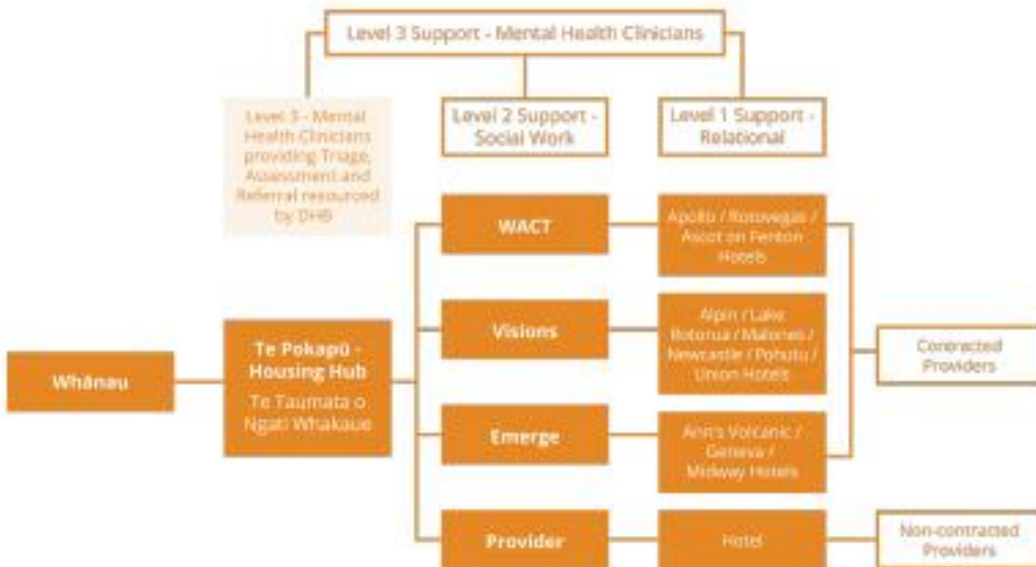 Level 3 Support - Mental Health Clinicians
Level 3 - Mental
Health Clinicians
providing Triage,
Assessment and
Referral resourced
by DHB
Level 2 Support -
Social Work
Level 1 Support -
Relational
WACT
Apollo / Rotovegas /
Ascot on Fenton
Hotels
Visions
Alpin / Lake
Rotorua / Malones /
Newcastle / Pohutu /
Union Hotels
Contracted
Providers
Whānau
Te Pokapū -
Housing Hub
Te Taumata o
Ngati Whakaue
Emerge
Ann's Volcanic /
Geneva /
Midway Hotels
Provider
Hotel
Non-contracted
Providers